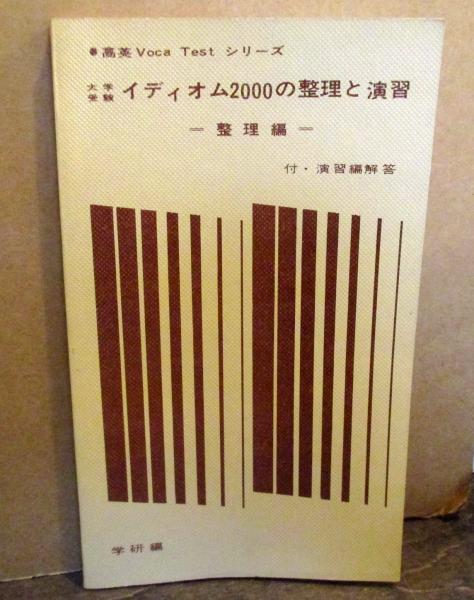 ●高英Voca Test シリーズ
大学受験 イディオム2000の整理と演習
＝整理編＝
付・演習編解答
学研編